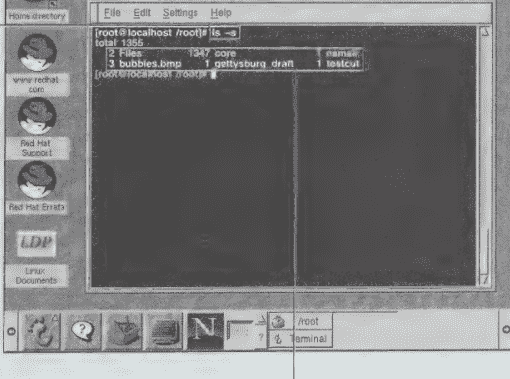 Home directory
File Edit Settings Help
[root@localhost /root]# ls -s
total 1355
2 Files 1347 core 1 names
3 bubbles.bmp 1 gettysburg draft 1 testcut
[root@localhost /root]#
www.redhat.com
Red Hat
Support
Red Hat Errata
LDP
Linux
Documents
N
?
/root
Terminal